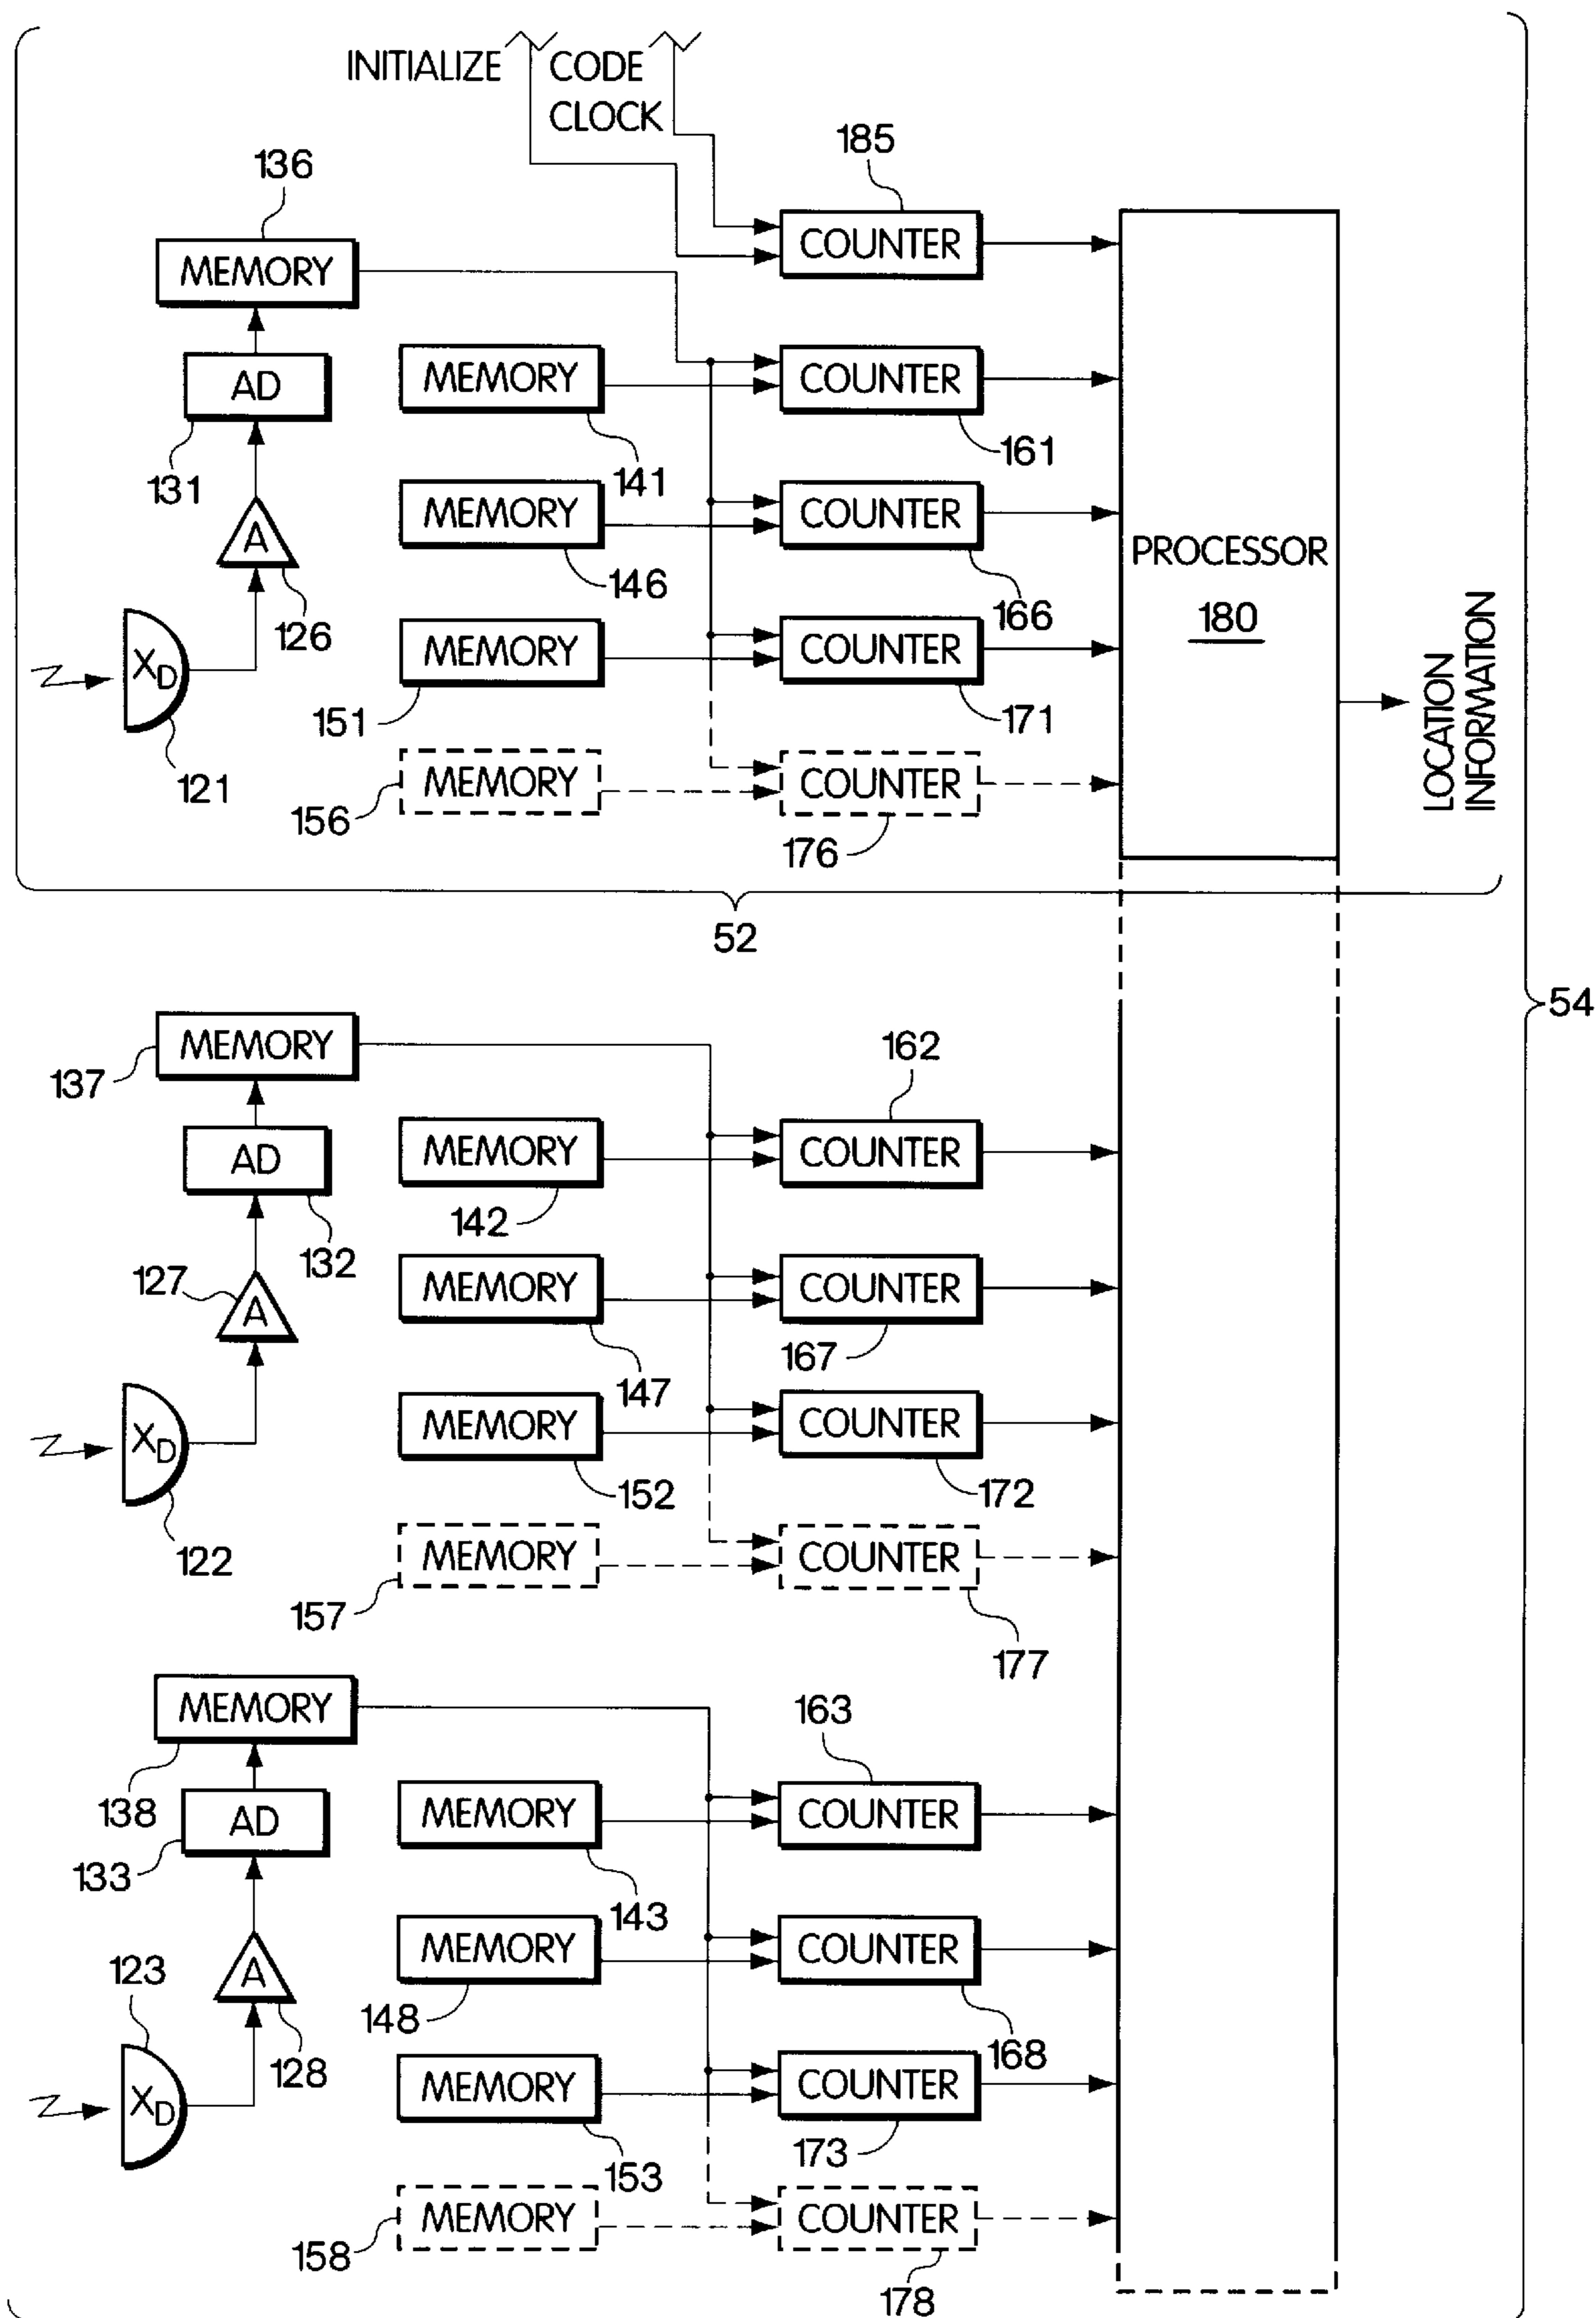 INITIALIZE
CODE
CLOCK
185
136
MEMORY
COUNTER
AD
MEMORY
COUNTER
131
141
161
A
MEMORY
COUNTER
PROCESSOR
180
126
146
166
XD
MEMORY
COUNTER
LOCATION
INFORMATION
121
151
171
MEMORY
COUNTER
156
176
52
54
MEMORY
137
162
AD
MEMORY
COUNTER
142
132
127
A
MEMORY
COUNTER
147
167
XD
MEMORY
COUNTER
152
172
122
MEMORY
COUNTER
157
177
MEMORY
163
138
AD
MEMORY
COUNTER
133
143
123
A
MEMORY
COUNTER
148
168
128
XD
MEMORY
COUNTER
153
173
MEMORY
COUNTER
158
178